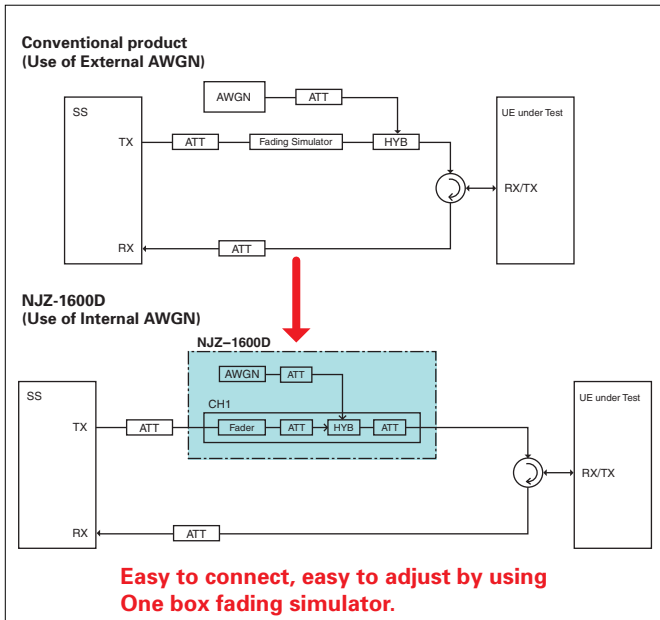 Conventional product
(Use of External AWGN)
AWGN
ATT
SS
UE under Test
TX
ATT
Fading Simulator
HYB
RX/TX
RX
ATT
NJZ-1600D
(Use of Internal AWGN)
NJZ–1600D
AWGN
ATT
SS
UE under Test
CH1
TX
ATT
Fader
ATT
HYB
ATT
RX/TX
RX
ATT
Easy to connect, easy to adjust by using
One box fading simulator.